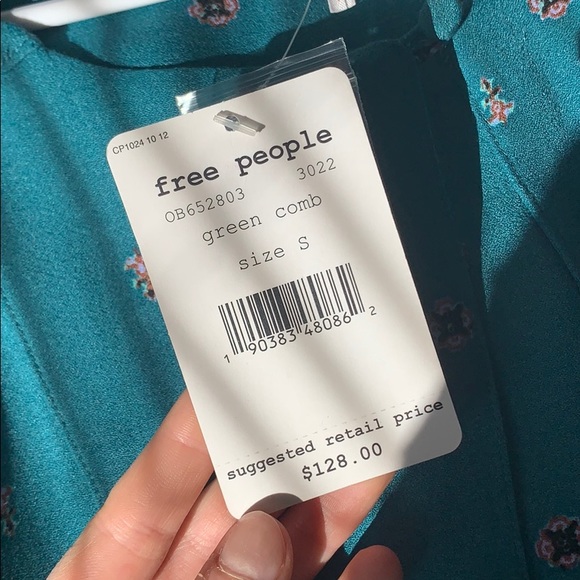 CP1024 10 12
free people
OB652803 3022
green comb
size S
1 90383 48086 2
suggested retail price
$128.00